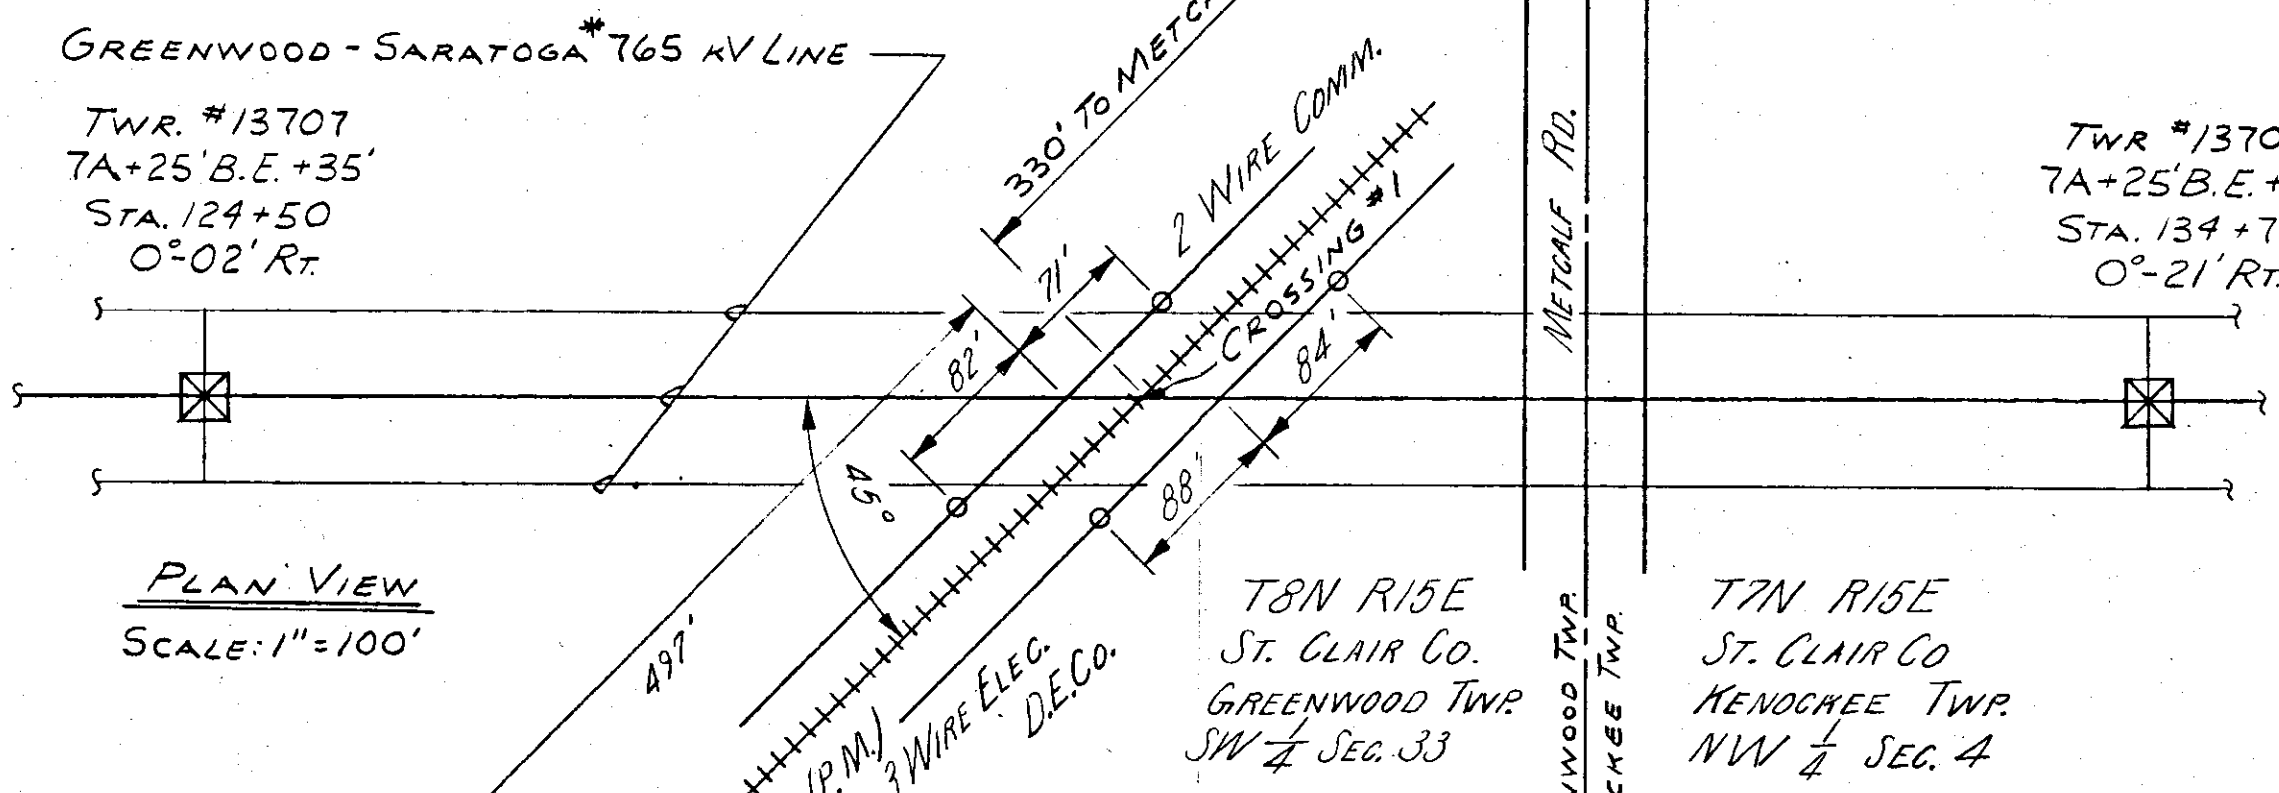 GREENWOOD - SARATOGA * 765 KV LINE
TWR. #13707
7A+25' B.E. +35'
STA. 124+50
0°-02' RT.
330' TO
2 WIRE COMM.
CROSSING #1
71'
82'
84'
88'
45°
497'
METCALF RD.
TWR #1370
7A+25' B.E. +
STA. 134+7
0°-21' RT.
PLAN VIEW
SCALE: 1"=100'
(P.M.)
3 WIRE ELEC.
D.E.CO.
T8N R15E
ST. CLAIR CO.
GREENWOOD TWP.
SW 1/4 SEC. 33
NWOOD TWP.
CKEE TWP.
T7N R15E
ST. CLAIR CO
KENOCKEE TWP.
NW 1/4 SEC. 4